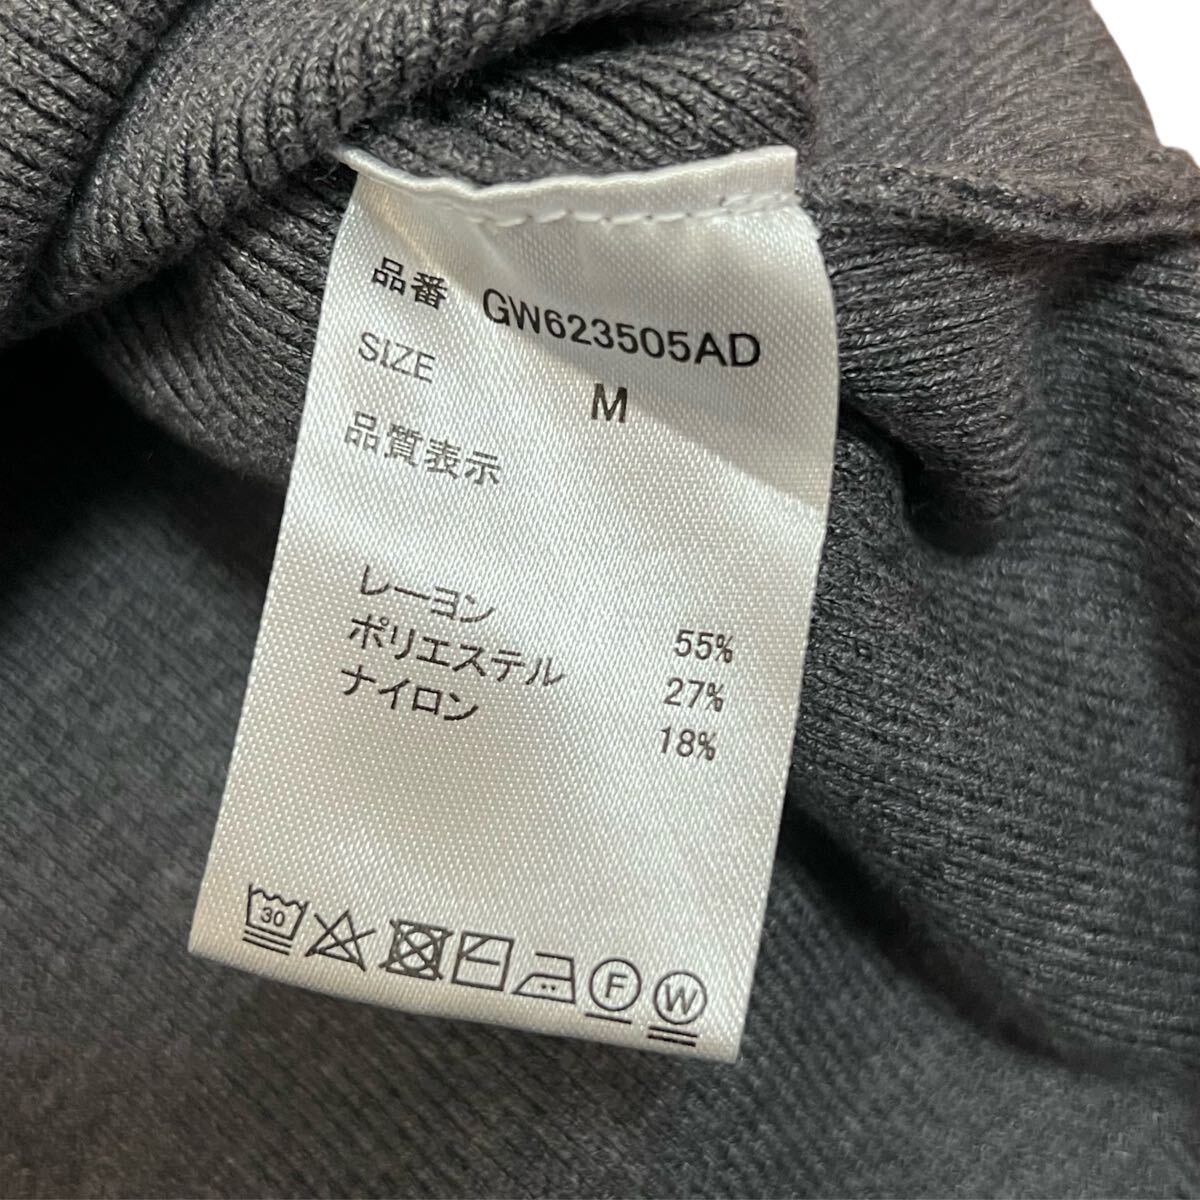 品番 GW623505AD
SIZE M
品質表示
レーヨン 55%
ポリエステル 27%
ナイロン 18%
30 F W